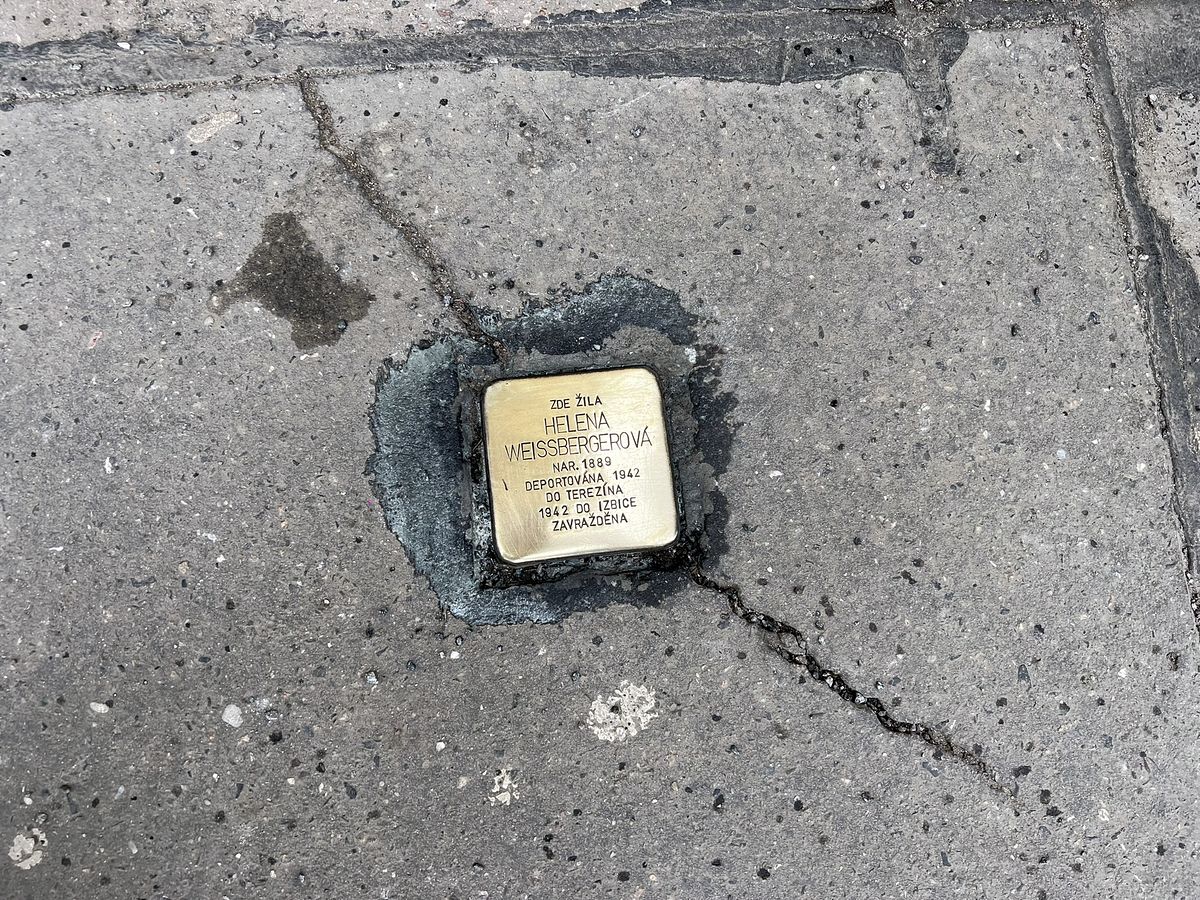 ZDE ŽILA
HELENA
WEISSBERGEROVÁ
NAR. 1889
DEPORTOVÁNA 1942
DO TEREZÍNA
1942 DO IZBICE
ZAVRAŽDĚNA